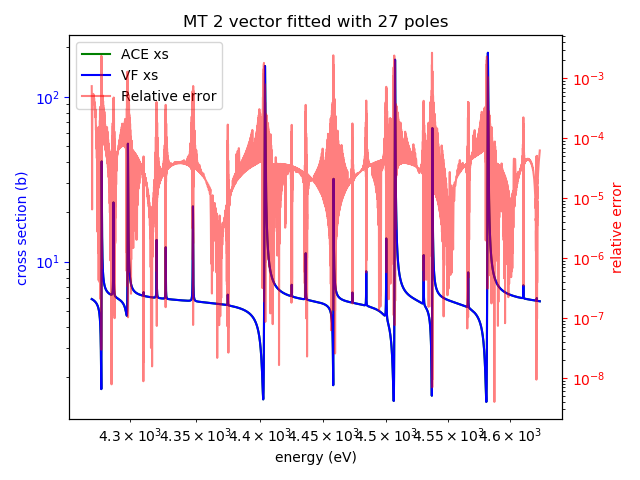 MT 2 vector fitted with 27 poles
ACE xs
VF xs
Relative error
10²
10¹
cross section (b)
10⁻³
10⁻⁴
10⁻⁵
10⁻⁶
10⁻⁷
10⁻⁸
relative error
4.3 × 10³ 4.35 × 10³ 4.4 × 10³ 4.45 × 10³ 4.5 × 10³ 4.55 × 10³ 4.6 × 10³
energy (eV)